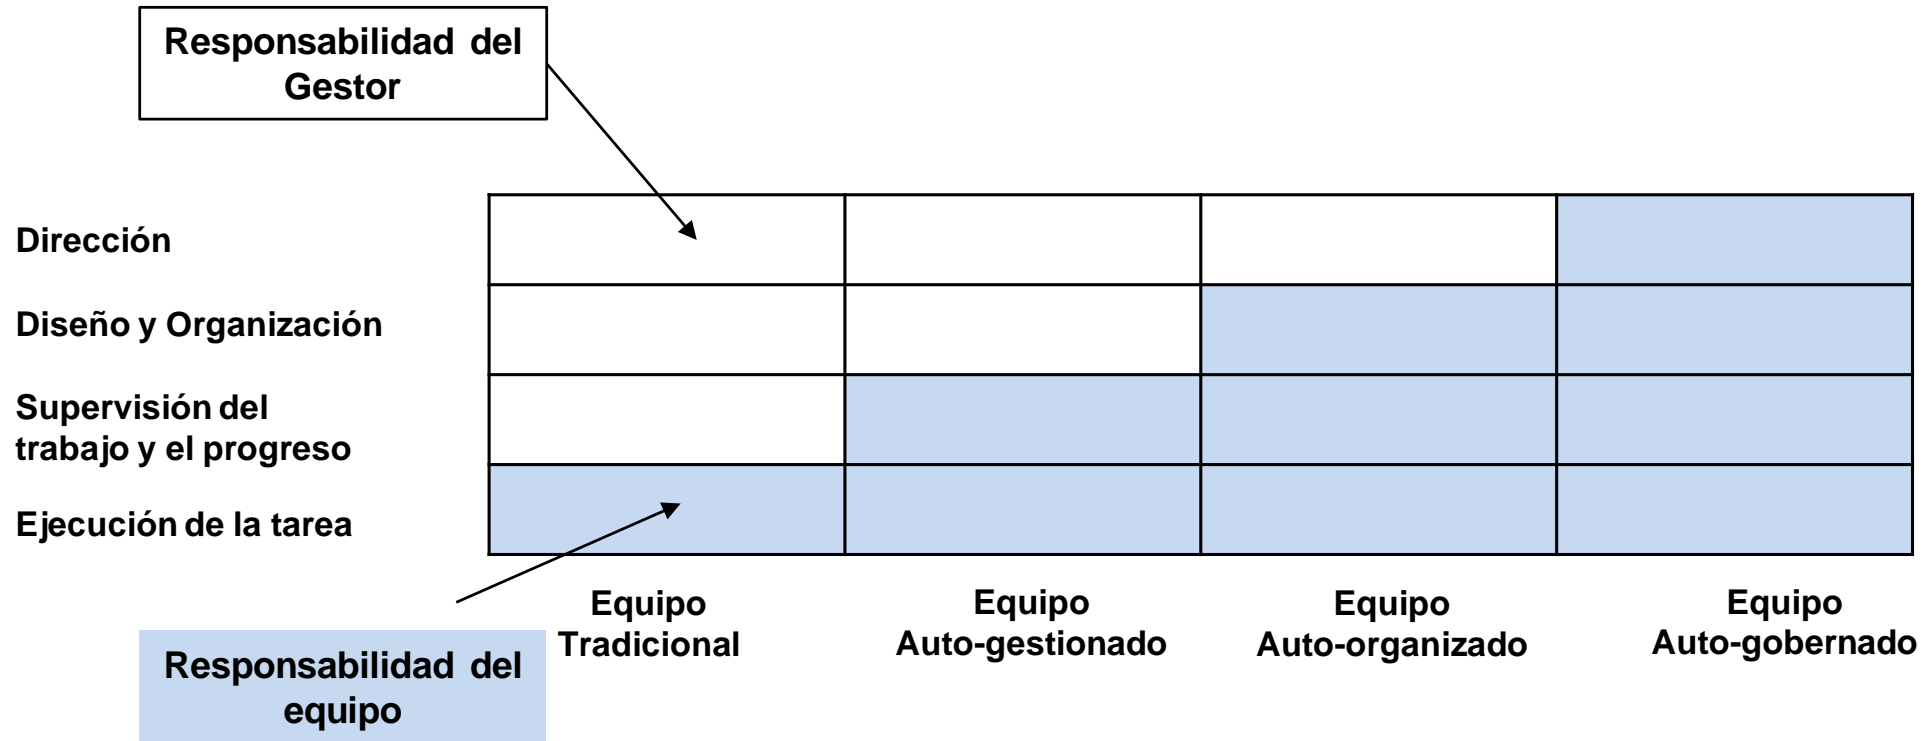 Responsabilidad del
Gestor
Dirección
Diseño y Organización
Supervisión del
trabajo y el progreso
Ejecución de la tarea
Equipo
Tradicional
Equipo
Auto-gestionado
Equipo
Auto-organizado
Equipo
Auto-gobernado
Responsabilidad del
equipo